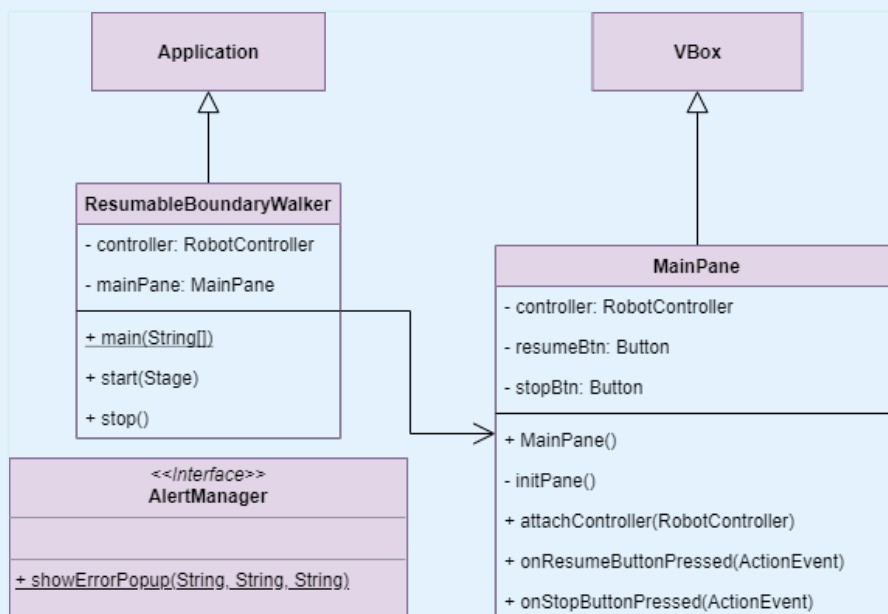 Application
VBox
ResumableBoundaryWalker
- controller: RobotController
- mainPane: MainPane
+ main(String[])
+ start(Stage)
+ stop()
MainPane
- controller: RobotController
- resumeBtn: Button
- stopBtn: Button
+ MainPane()
- initPane()
+ attachController(RobotController)
+ onResumeButtonPressed(ActionEvent)
+ onStopButtonPressed(ActionEvent)
<<Interface>>
AlertManager
+ showErrorPopup(String, String, String)